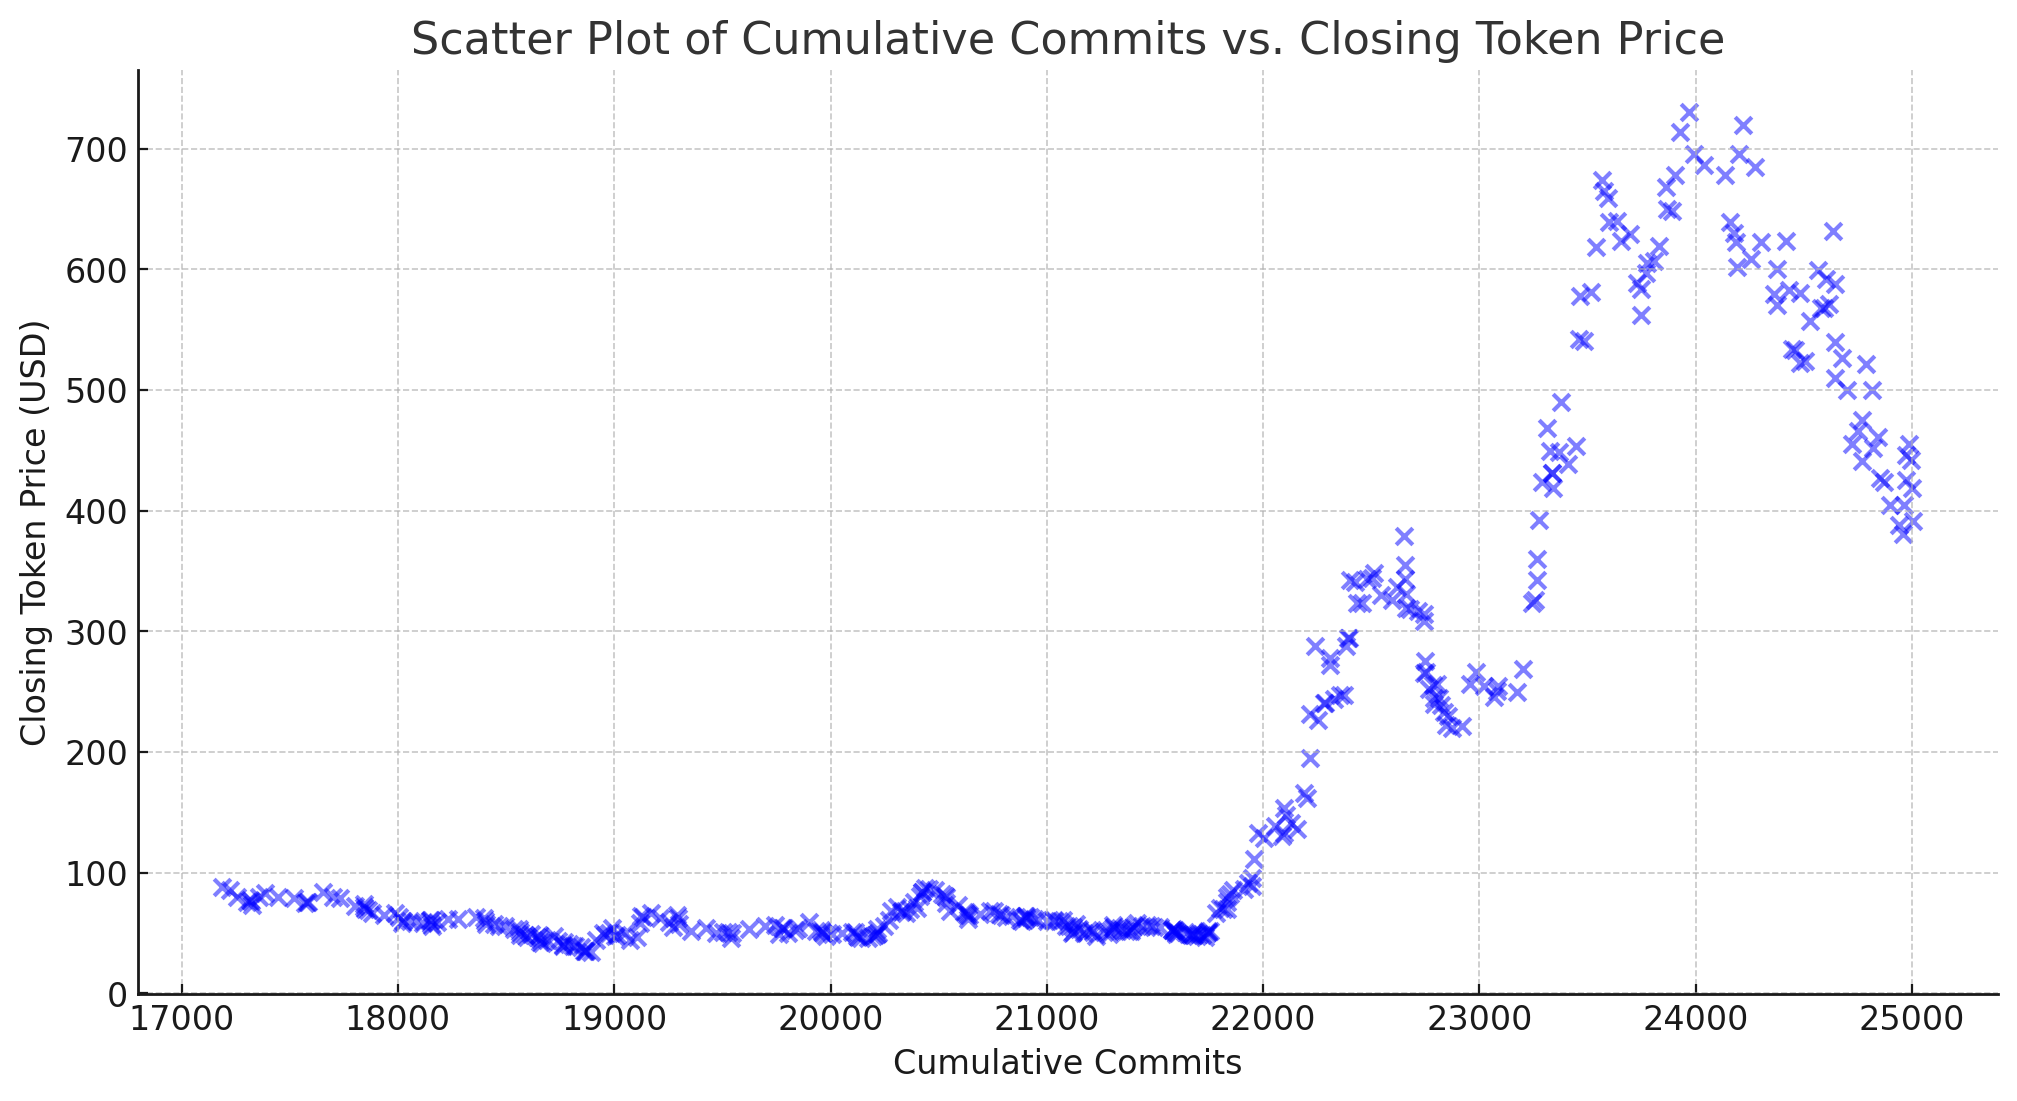 Scatter Plot of Cumulative Commits vs. Closing Token Price
Closing Token Price (USD)
700
600
500
400
300
200
100
0
17000 18000 19000 20000 21000 22000 23000 24000 25000
Cumulative Commits